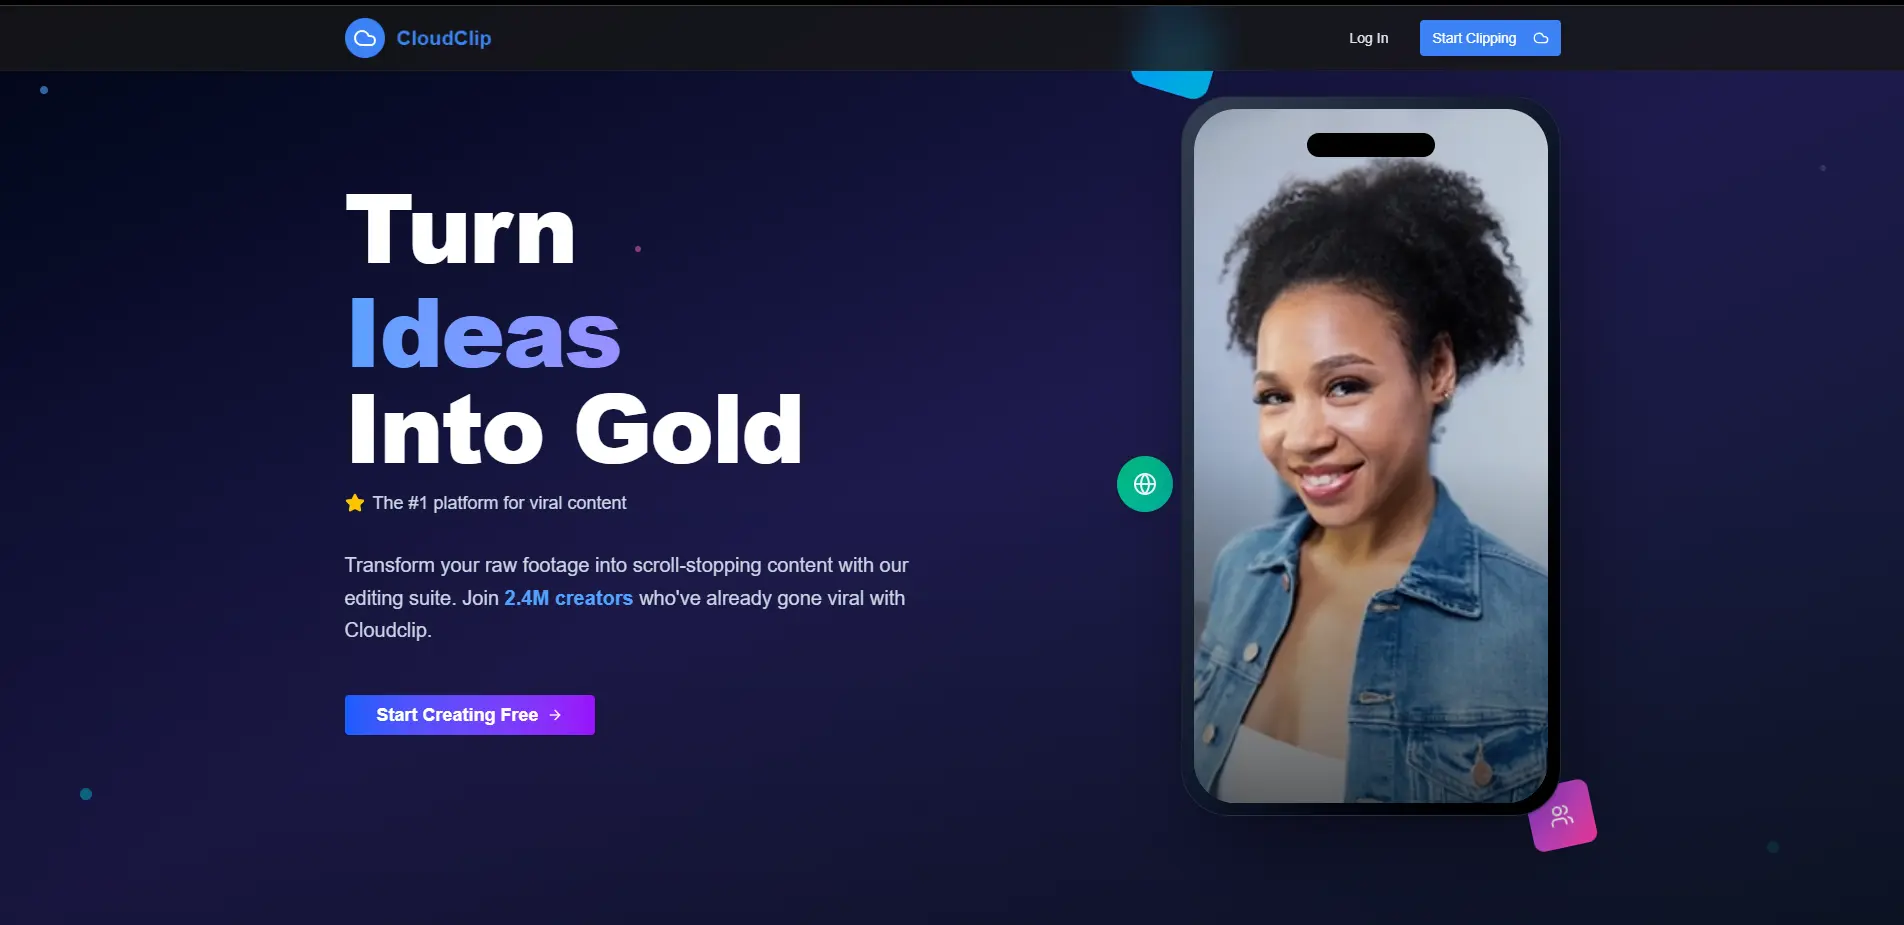 CloudClip
Log In
Start Clipping
Turn
Ideas
Into Gold
The #1 platform for viral content
Transform your raw footage into scroll-stopping content with our
editing suite. Join 2.4M creators who've already gone viral with
Cloudclip.
Start Creating Free